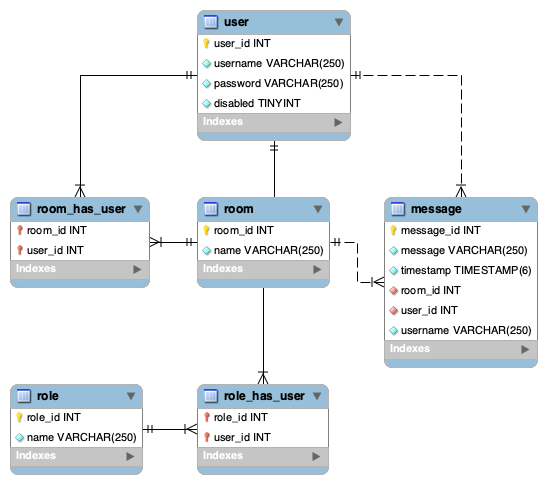 user
user_id INT
username VARCHAR(250)
password VARCHAR(250)
disabled TINYINT
Indexes
room_has_user
room_id INT
user_id INT
Indexes
room
room_id INT
name VARCHAR(250)
Indexes
message
message_id INT
message VARCHAR(250)
timestamp TIMESTAMP(6)
room_id INT
user_id INT
username VARCHAR(250)
Indexes
role
role_id INT
name VARCHAR(250)
Indexes
role_has_user
role_id INT
user_id INT
Indexes